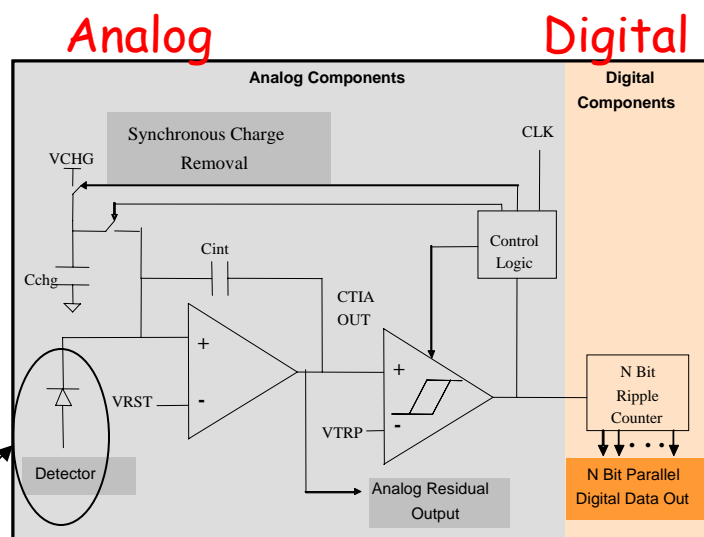 Analog
Digital
Analog Components
Digital
Components
Synchronous Charge
Removal
CLK
VCHG
Cint
Control
Logic
Cchg
CTIA
OUT
+
+
N Bit
Ripple
Counter
VRST
-
VTRP
-
Detector
Analog Residual
Output
N Bit Parallel
Digital Data Out